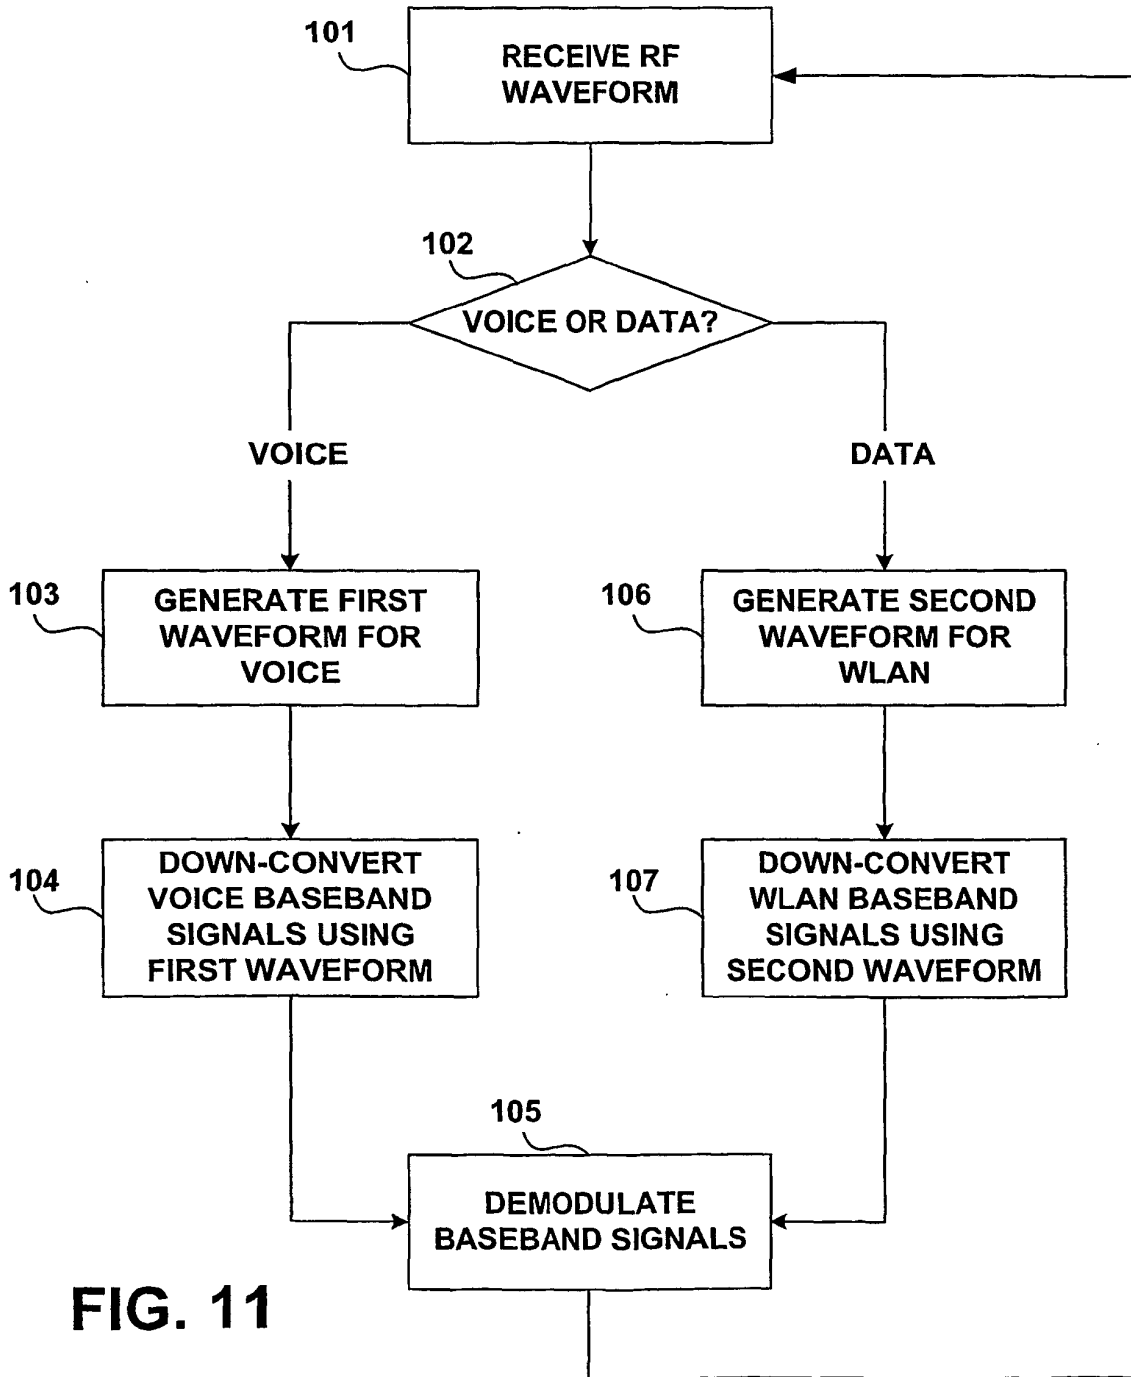 101
RECEIVE RF
WAVEFORM
102
VOICE OR DATA?
VOICE
DATA
103
GENERATE FIRST
WAVEFORM FOR
VOICE
106
GENERATE SECOND
WAVEFORM FOR
WLAN
104
DOWN-CONVERT
VOICE BASEBAND
SIGNALS USING
FIRST WAVEFORM
107
DOWN-CONVERT
WLAN BASEBAND
SIGNALS USING
SECOND WAVEFORM
105
DEMODULATE
BASEBAND SIGNALS
FIG. 11